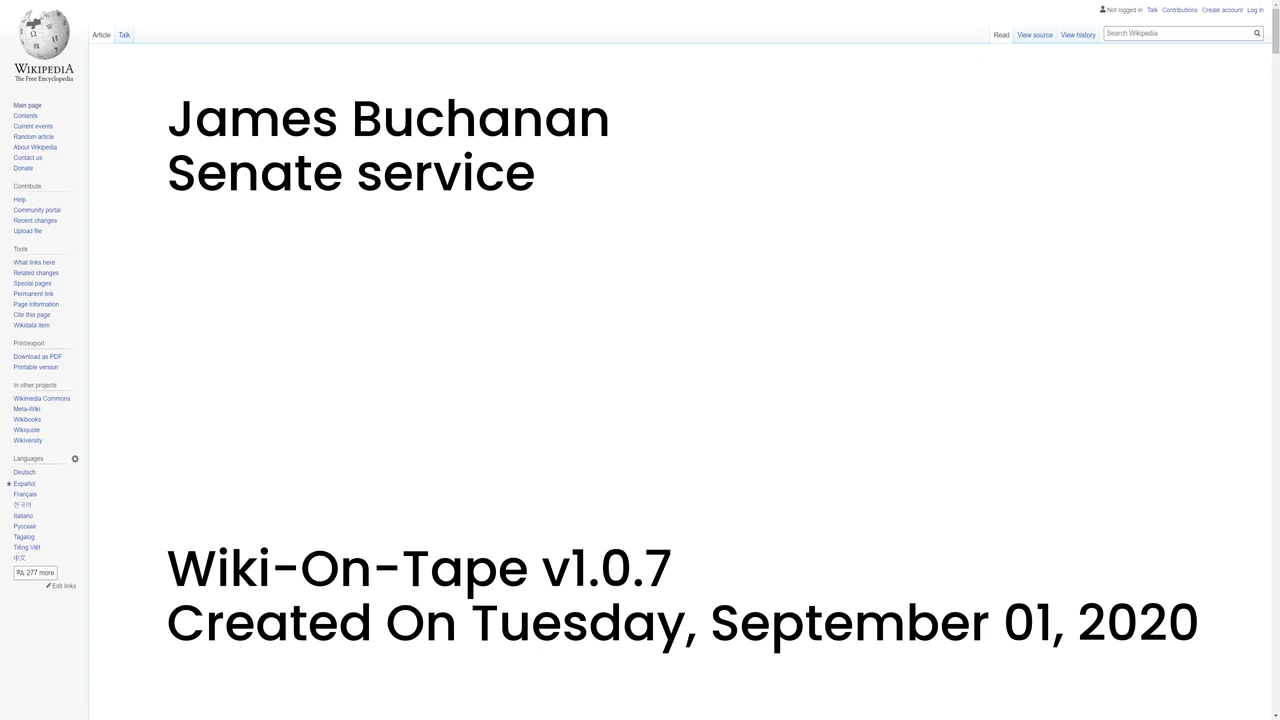 Not logged in Talk Contributions Create account Log in
Article Talk
Read View source View history Search Wikipedia
WIKIPEDIA
The Free Encyclopedia
Main page
Contents
Current events
Random article
About Wikipedia
Contact us
Donate
Contribute
Help
Community portal
Recent changes
Upload file
Tools
What links here
Related changes
Special pages
Permanent link
Page information
Cite this page
Wikidata item
Print/export
Download as PDF
Printable version
In other projects
Wikimedia Commons
Meta-Wiki
Wikibooks
Wikiquote
Wikiversity
Languages
Deutsch
Español
Français
한국어
Italiano
Русский
Tagalog
Tiếng Việt
中文
277 more
Edit links
James Buchanan
Senate service
Wiki-On-Tape v1.0.7
Created On Tuesday, September 01, 2020